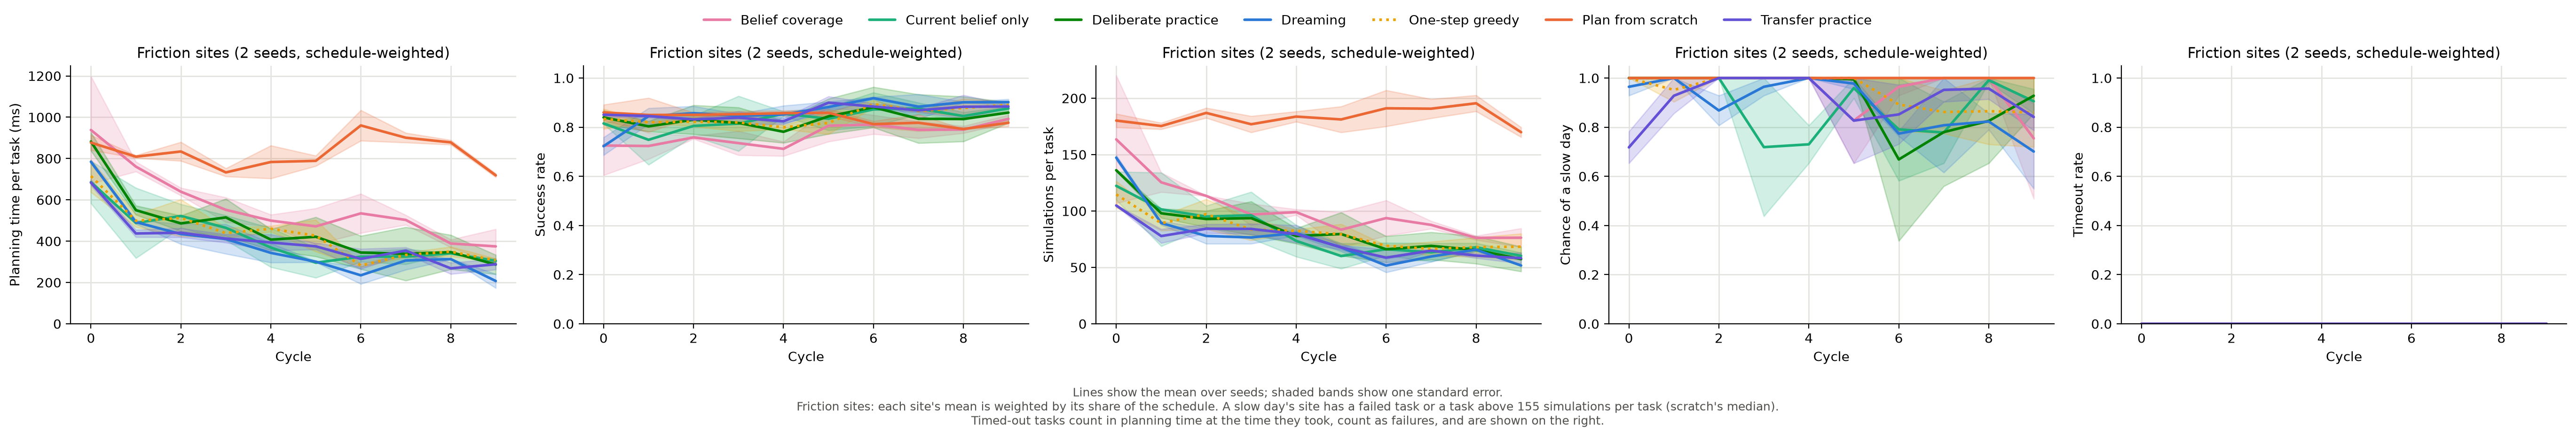 Belief coverage Current belief only Deliberate practice Dreaming One-step greedy Plan from scratch Transfer practice
Friction sites (2 seeds, schedule-weighted)
Planning time per task (ms)
1200
1000
800
600
400
200
0
0 2 4 6 8
Cycle
Friction sites (2 seeds, schedule-weighted)
Success rate
1.0
0.8
0.6
0.4
0.2
0.0
0 2 4 6 8
Cycle
Friction sites (2 seeds, schedule-weighted)
Simulations per task
200
150
100
50
0
0 2 4 6 8
Cycle
Friction sites (2 seeds, schedule-weighted)
Chance of a slow day
1.0
0.8
0.6
0.4
0.2
0.0
0 2 4 6 8
Cycle
Friction sites (2 seeds, schedule-weighted)
Timeout rate
1.0
0.8
0.6
0.4
0.2
0.0
0 2 4 6 8
Cycle
Lines show the mean over seeds; shaded bands show one standard error.
Friction sites: each site's mean is weighted by its share of the schedule. A slow day's site has a failed task or a task above 155 simulations per task (scratch's median).
Timed-out tasks count in planning time at the time they took, count as failures, and are shown on the right.